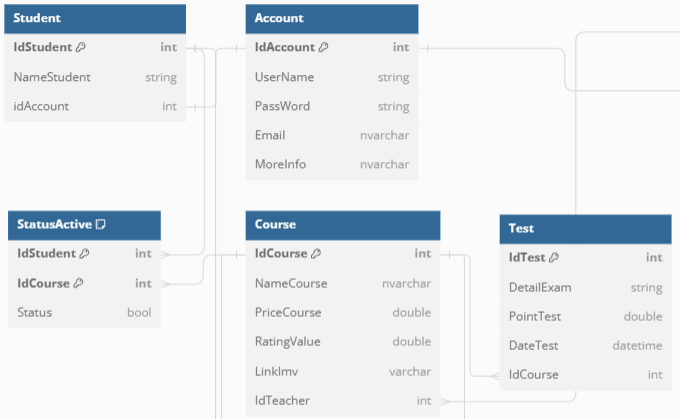 Student
IdStudent int
NameStudent string
idAccount int
Account
IdAccount int
UserName string
PassWord string
Email nvarchar
MoreInfo nvarchar
StatusActive
IdStudent int
IdCourse int
Status bool
Course
IdCourse int
NameCourse nvarchar
PriceCourse double
RatingValue double
LinkImv varchar
IdTeacher int
Test
IdTest int
DetailExam string
PointTest double
DateTest datetime
IdCourse int